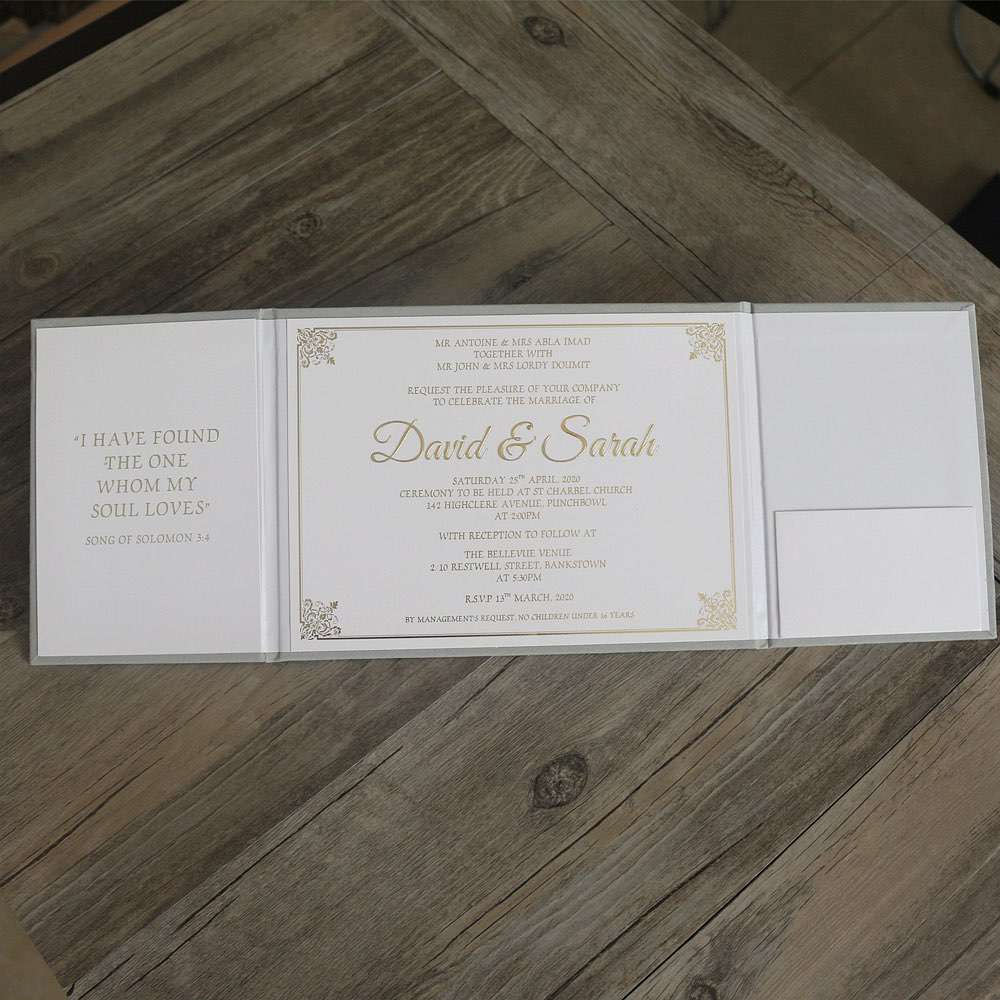 "I HAVE FOUND
THE ONE
WHOM MY
SOUL LOVES"
SONG OF SOLOMON 3:4
MR ANTOINE & MRS ABLA IMAD
TOGETHER WITH
MR JOHN & MRS LORDY DOUMIT
REQUEST THE PLEASURE OF YOUR COMPANY
TO CELEBRATE THE MARRIAGE OF
David & Sarah
SATURDAY 25TH APRIL, 2020
CEREMONY TO BE HELD AT ST CHARBEL CHURCH
142 HIGHCLERE AVENUE, PUNCHBOWL
AT 2:00PM
WITH RECEPTION TO FOLLOW AT
THE BELLEVUE VENUE
2/10 RESTWELL STREET, BANKSTOWN
AT 5:30PM
R.S.V.P 13TH MARCH, 2020
BY MANAGEMENT'S REQUEST, NO CHILDREN UNDER 16 YEARS